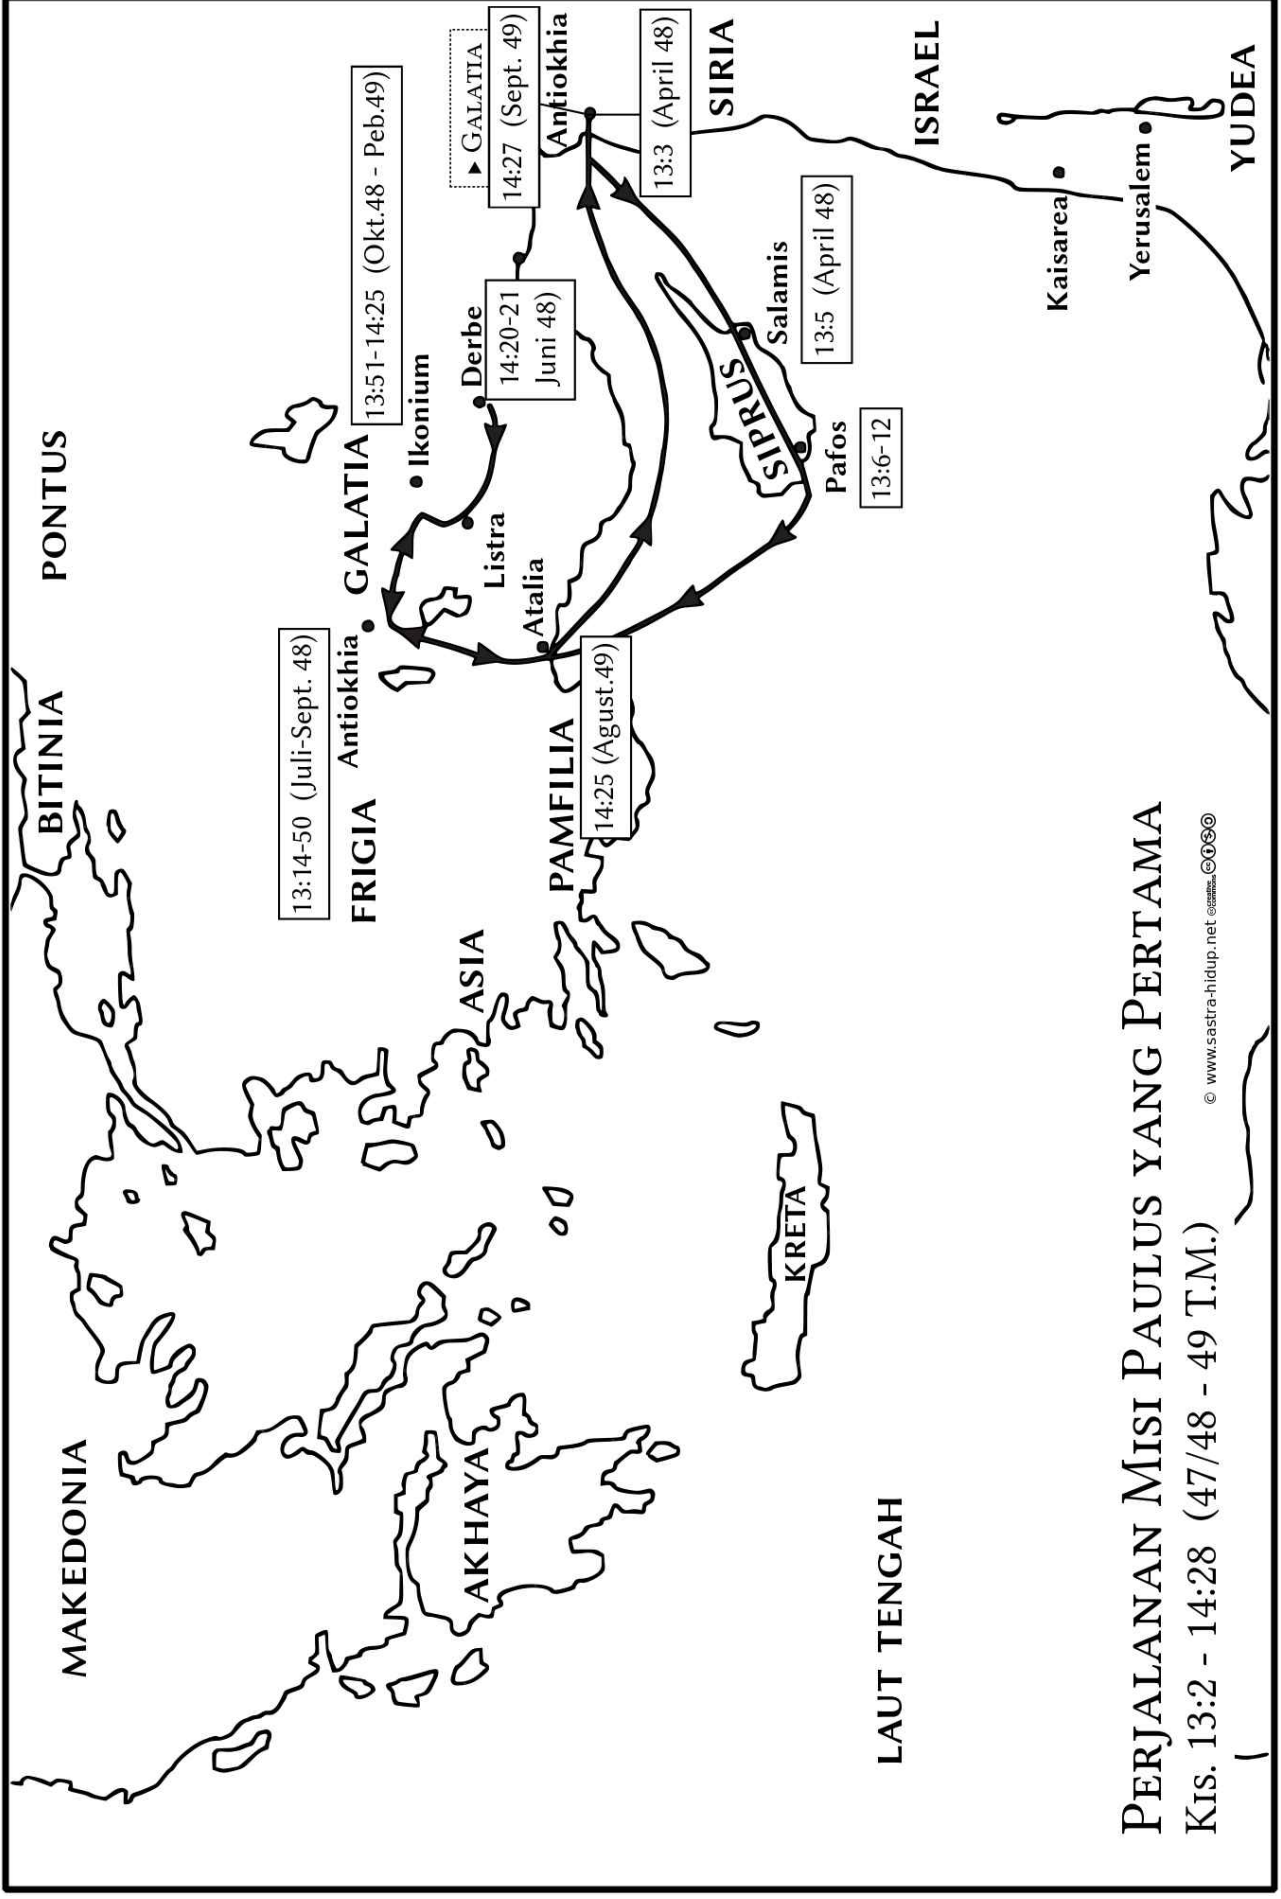 PONTUS
BITINIA
MAKEDONIA
13:51-14:25 (Okt.48 - Peb.49)
▸ GALATIA
14:27 (Sept. 49)
Antiokhia
13:3 (April 48)
SIRIA
GALATIA
Ikonium
Derbe
14:20-21
Juni 48)
Listra
Atalia
13:14-50 (Juli-Sept. 48)
Antiokhia
FRIGIA
PAMFILIA
14:25 (Agust.49)
ASIA
AKHAYA
SIPRUS
Salamis
13:5 (April 48)
Pafos
13:6-12
KRETA
LAUT TENGAH
ISRAEL
Kaisarea
Yerusalem
YUDEA
PERJALANAN MISI PAULUS YANG PERTAMA
KIS. 13:2 - 14:28 (47/48 - 49 T.M.)
© www.sastra-hidup.net
creative commons